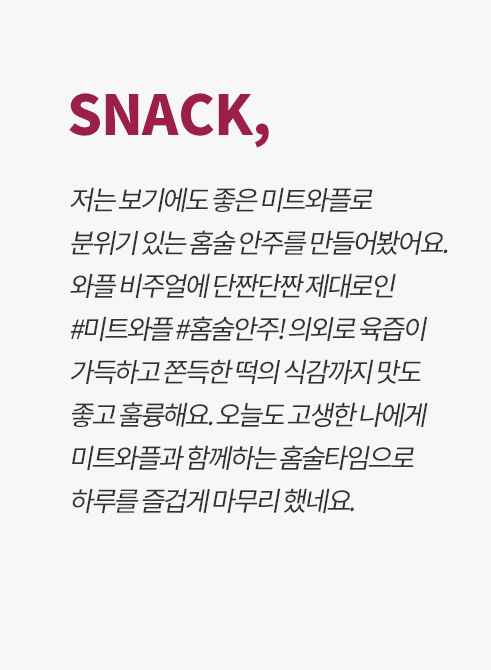 SNACK,
저는 보기에도 좋은 미트와플로
분위기 있는 홈술 안주를 만들어봤어요.
와플 비주얼에 단짠단짠 제대로인
#미트와플 #홈술안주! 의외로 육즙이
가득하고 쫀득한 떡의 식감까지 맛도
좋고 훌륭해요. 오늘도 고생한 나에게
미트와플과 함께하는 홈술타임으로
하루를 즐겁게 마무리 했네요.